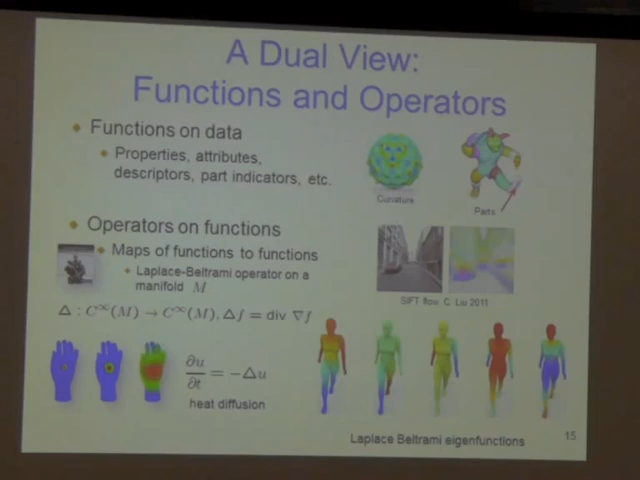 A Dual View:
Functions and Operators
Functions on data
Properties, attributes,
descriptors, part indicators, etc.
Curvature
Parts
Operators on functions
Maps of functions to functions
Laplace-Beltrami operator on a
manifold M
SIFT flow, C. Liu 2011
Δ : C^∞(M) → C^∞(M), Δf = div ∇f
∂u/∂t = −Δu
heat diffusion
Laplace Beltrami eigenfunctions
15